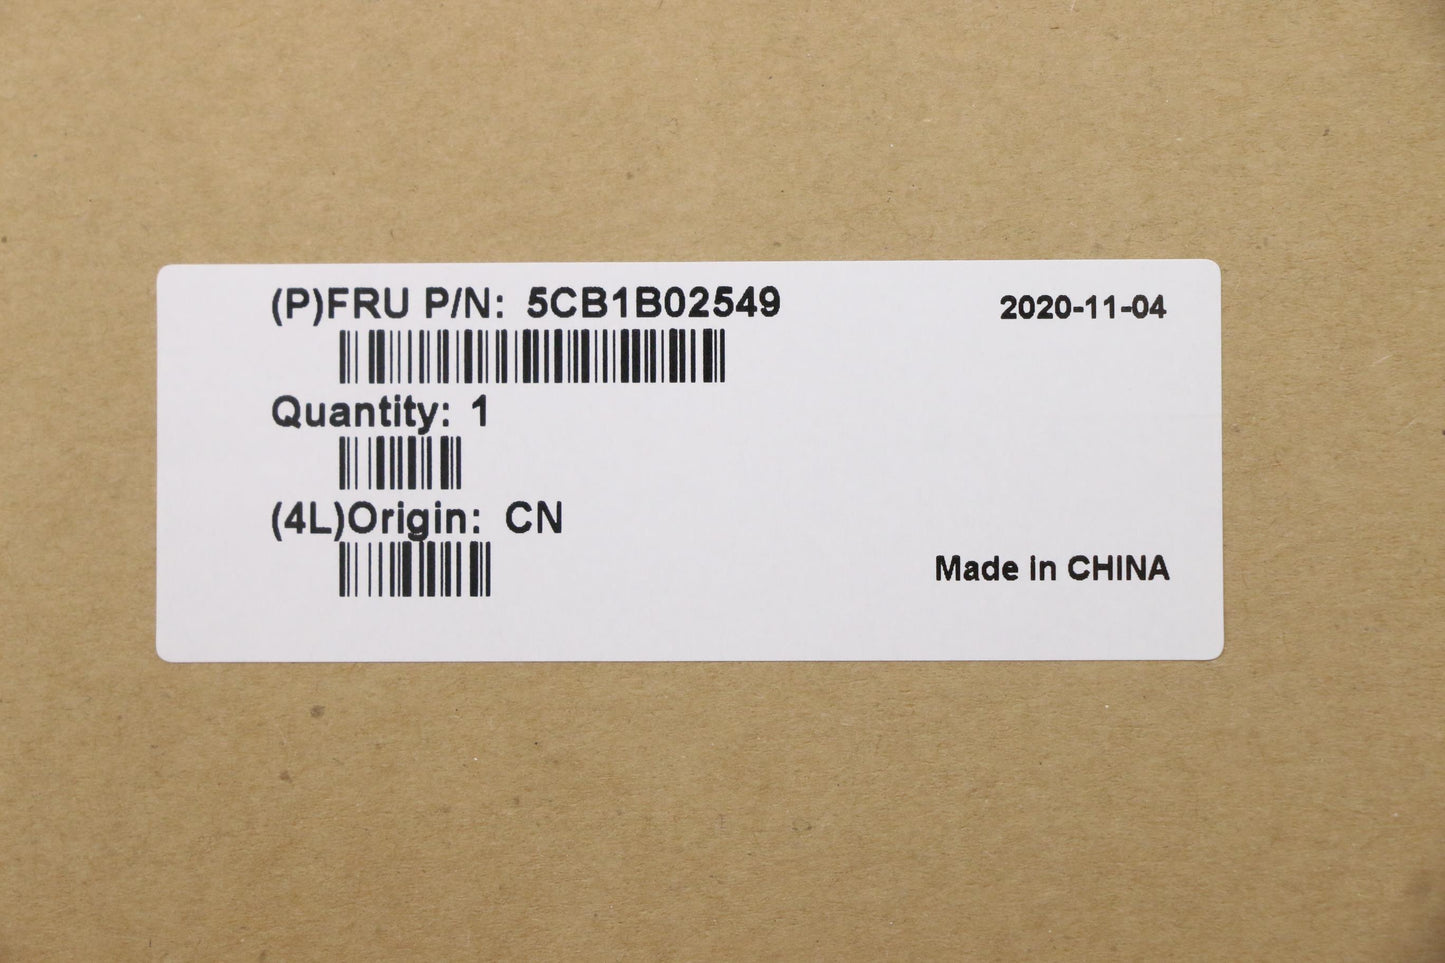 (P)FRU P/N: 5CB1B02549
2020-11-04
Quantity: 1
(4L)Origin: CN
Made in CHINA